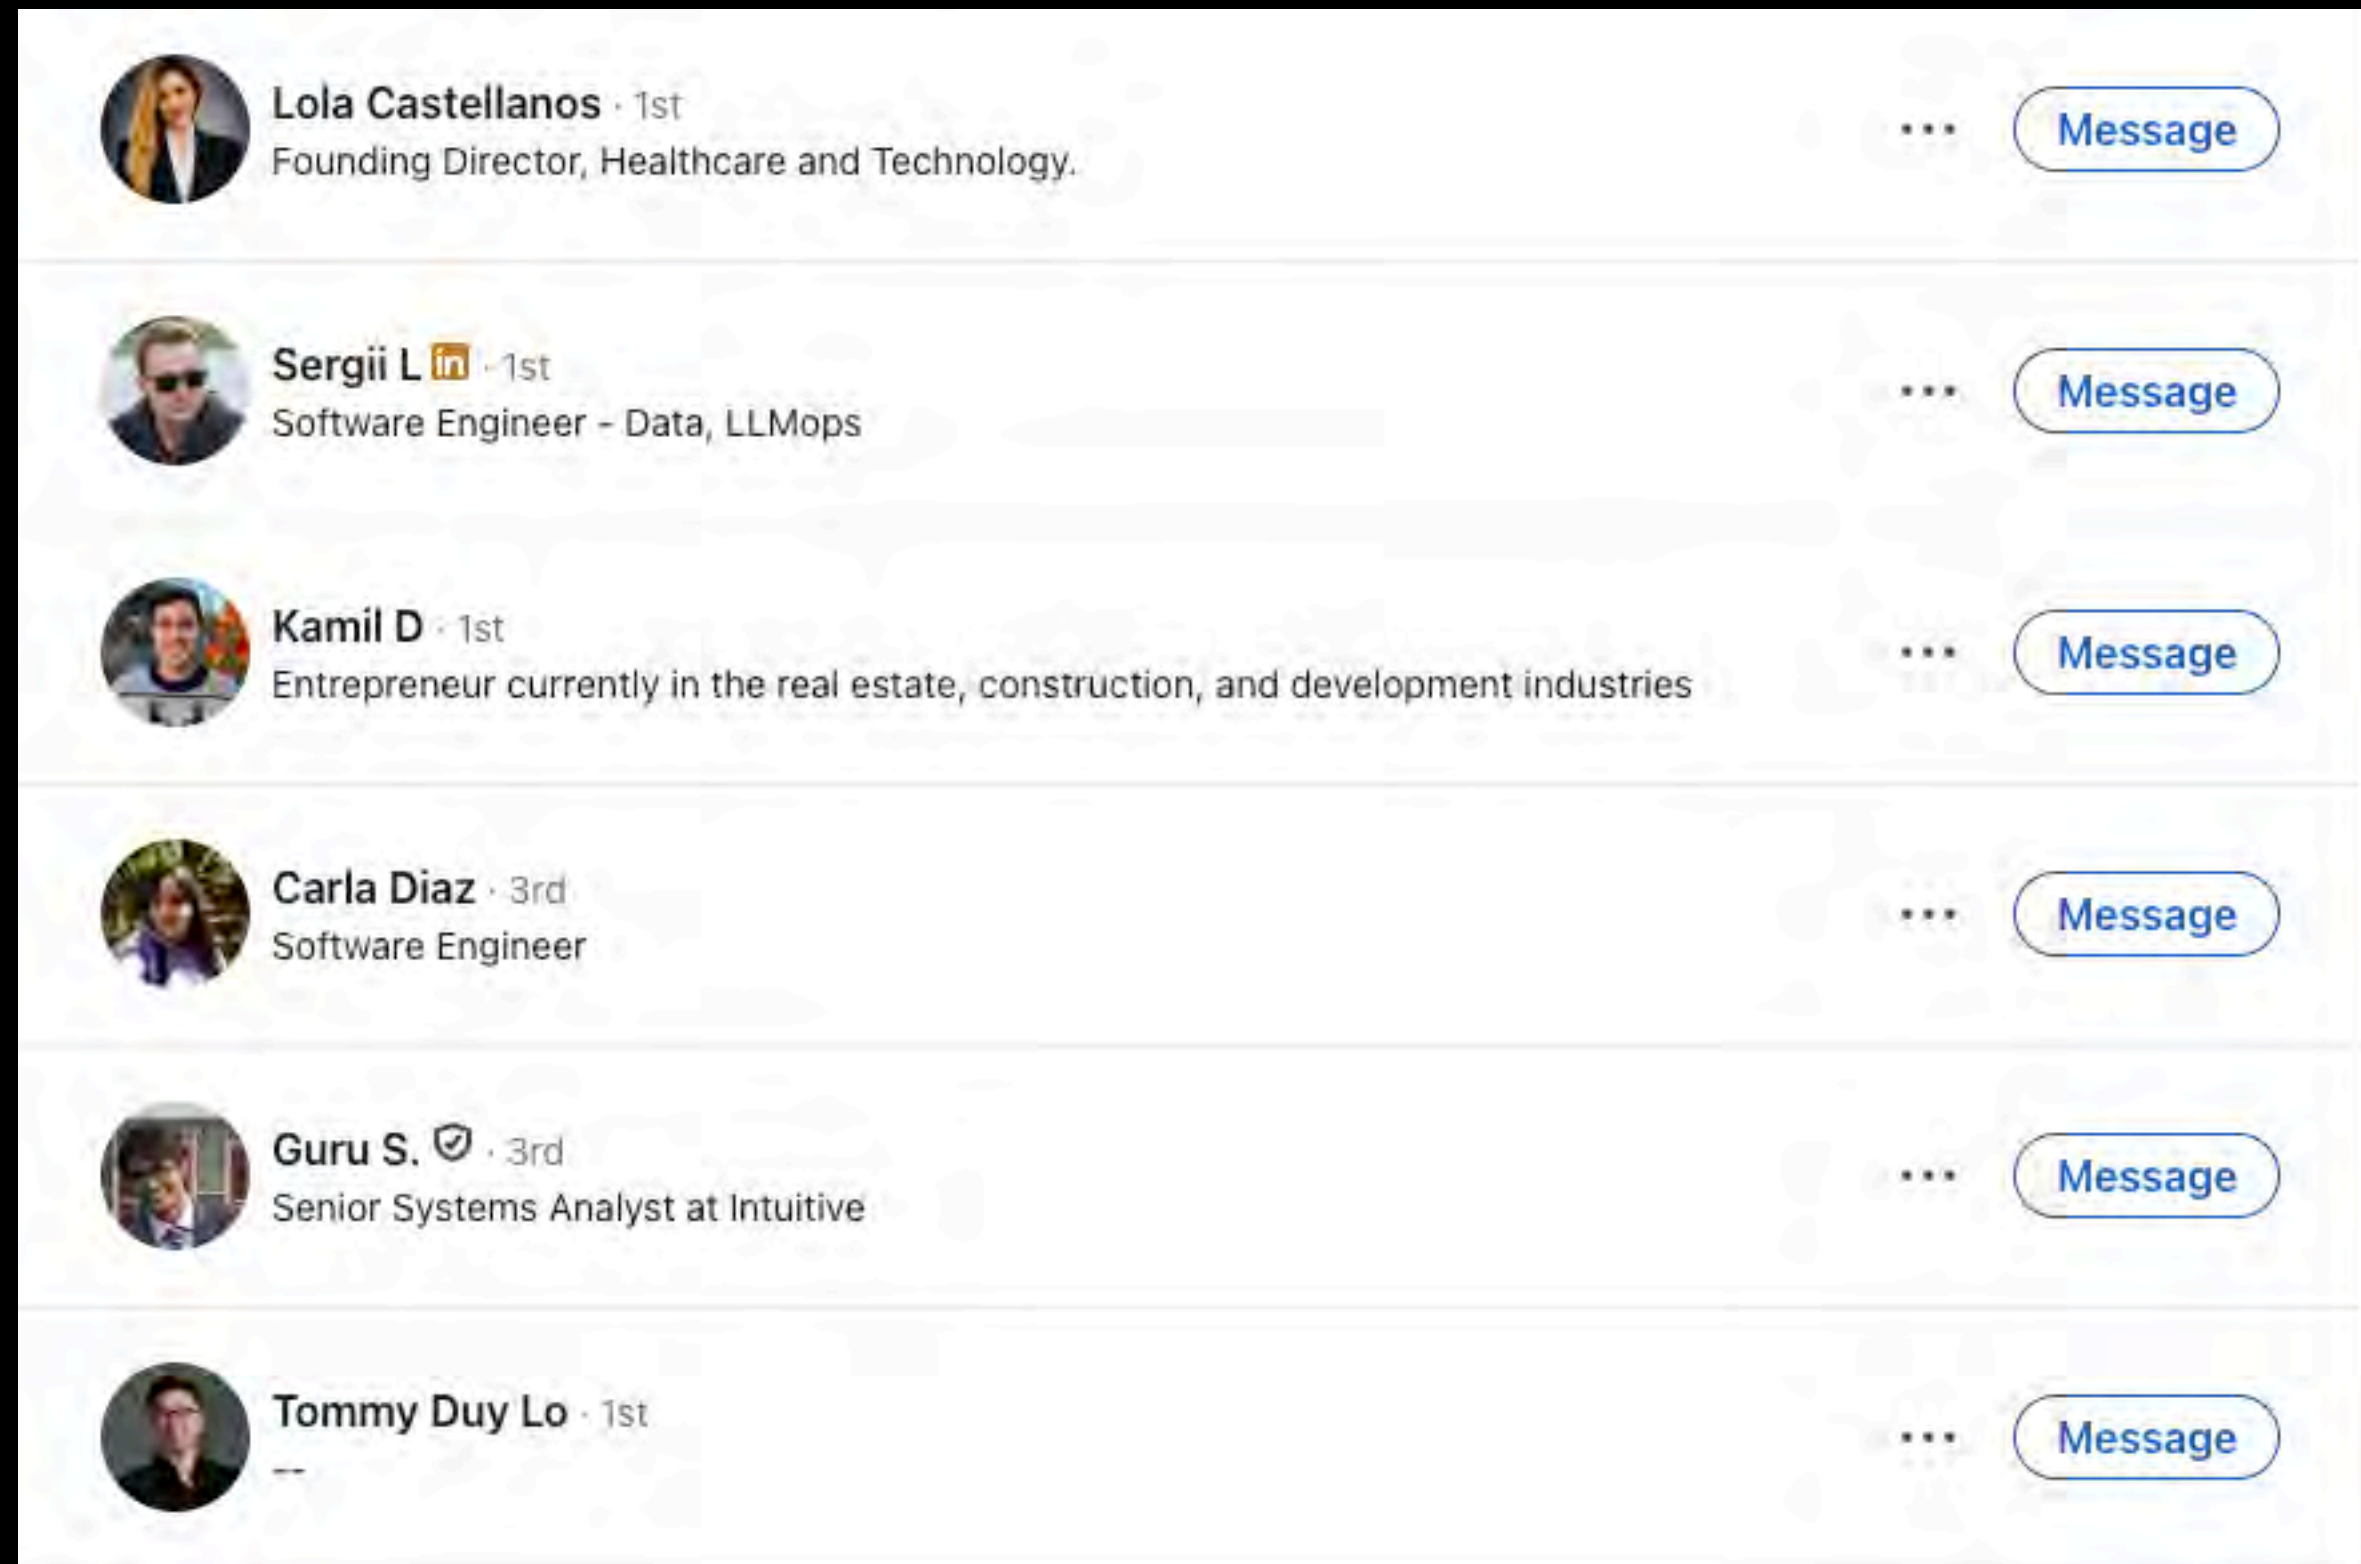 Lola Castellanos · 1st
Founding Director, Healthcare and Technology.
... Message
Sergii L in · 1st
Software Engineer - Data, LLMops
... Message
Kamil D · 1st
Entrepreneur currently in the real estate, construction, and development industries
... Message
Carla Diaz · 3rd
Software Engineer
... Message
Guru S. · 3rd
Senior Systems Analyst at Intuitive
... Message
Tommy Duy Lo · 1st
--
... Message